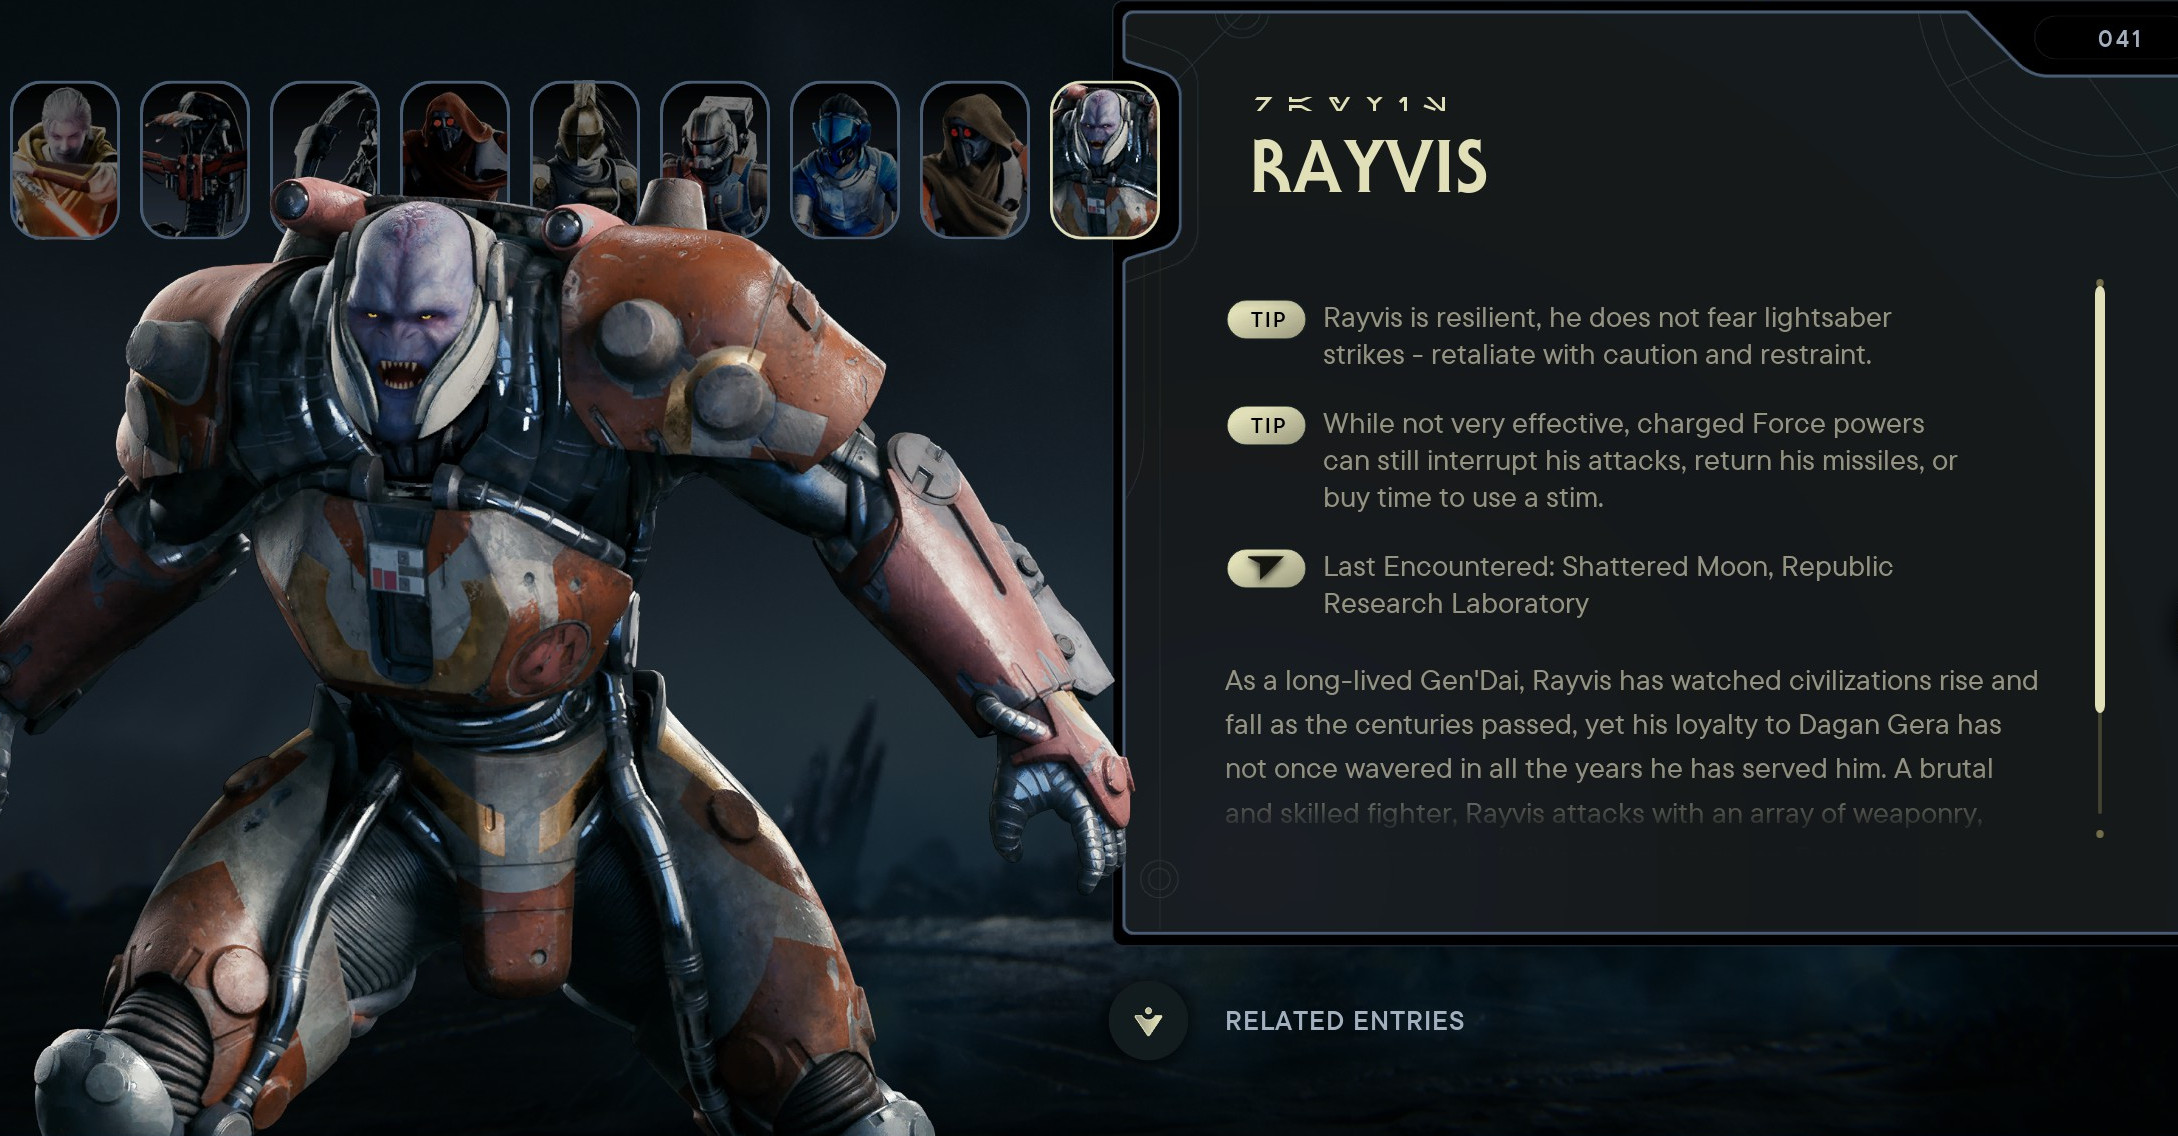 041
RAYVIS
TIP
Rayvis is resilient, he does not fear lightsaber
strikes - retaliate with caution and restraint.
TIP
While not very effective, charged Force powers
can still interrupt his attacks, return his missiles, or
buy time to use a stim.
Last Encountered: Shattered Moon, Republic
Research Laboratory
As a long-lived Gen'Dai, Rayvis has watched civilizations rise and
fall as the centuries passed, yet his loyalty to Dagan Gera has
not once wavered in all the years he has served him. A brutal
and skilled fighter, Rayvis attacks with an array of weaponry,
RELATED ENTRIES